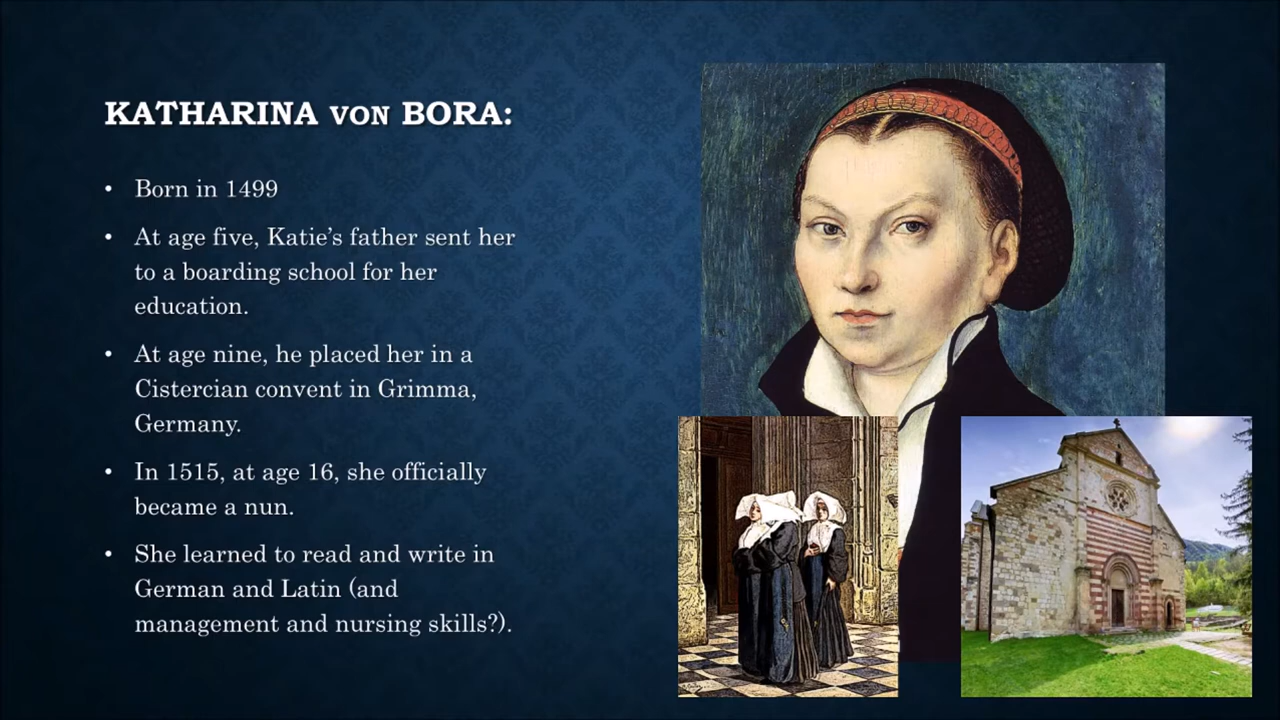 KATHARINA VON BORA:
• Born in 1499
• At age five, Katie's father sent her
to a boarding school for her
education.
• At age nine, he placed her in a
Cistercian convent in Grimma,
Germany.
• In 1515, at age 16, she officially
became a nun.
• She learned to read and write in
German and Latin (and
management and nursing skills?).